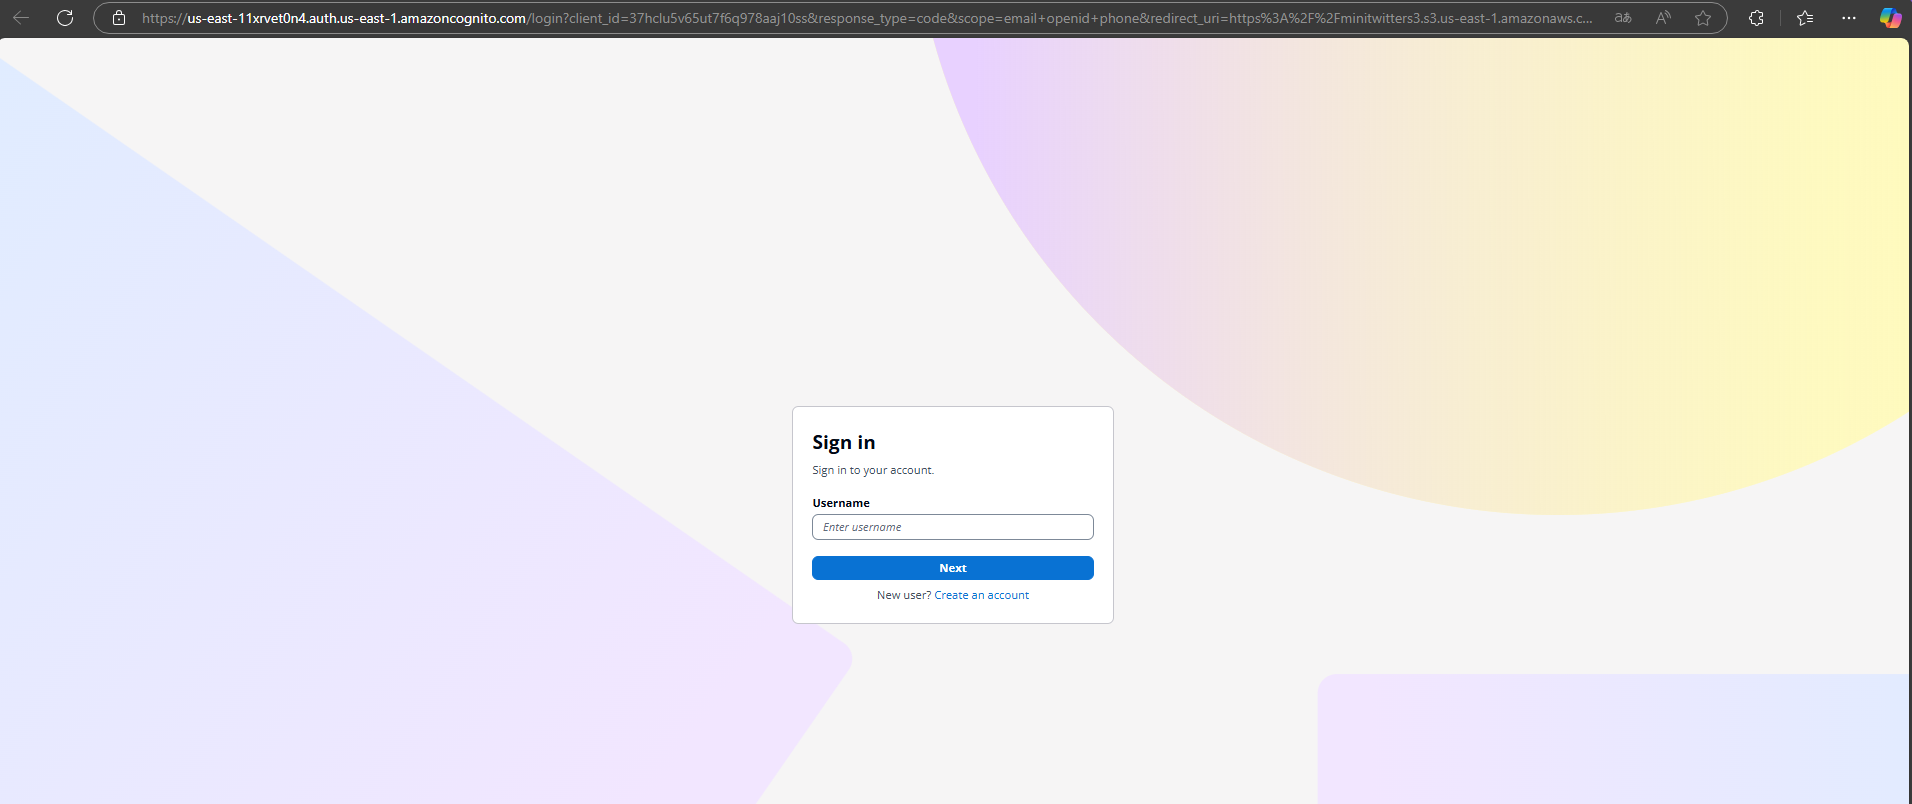 https://us-east-11xrvet0n4.auth.us-east-1.amazoncognito.com/login?client_id=37hclu5v65ut7f6q978aaj10ss&response_type=code&scope=email+openid+phone&redirect_uri=https%3A%2F%2Fminitwitters3.s3.us-east-1.amazonaws.c...
Sign in
Sign in to your account.
Username
Enter username
Next
New user? Create an account